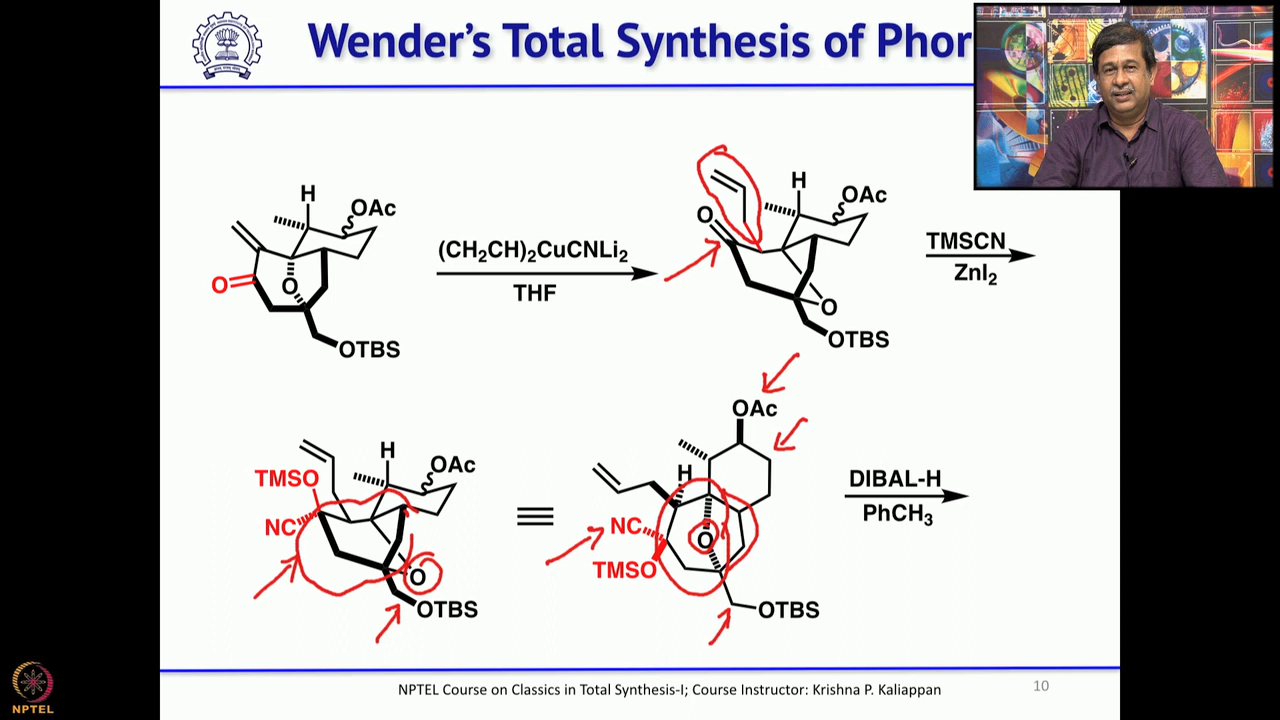 Wender's Total Synthesis of Phor
H
OAc
O
O
OTBS
(CH₂CH)₂CuCNLi₂
THF
H
OAc
O
O
OTBS
TMSCN
ZnI₂
H
OAc
TMSO
NC
O
OTBS
OAc
H
NC
O
TMSO
OTBS
DIBAL-H
PhCH₃
NPTEL
NPTEL Course on Classics in Total Synthesis-I; Course Instructor: Krishna P. Kaliappan
10